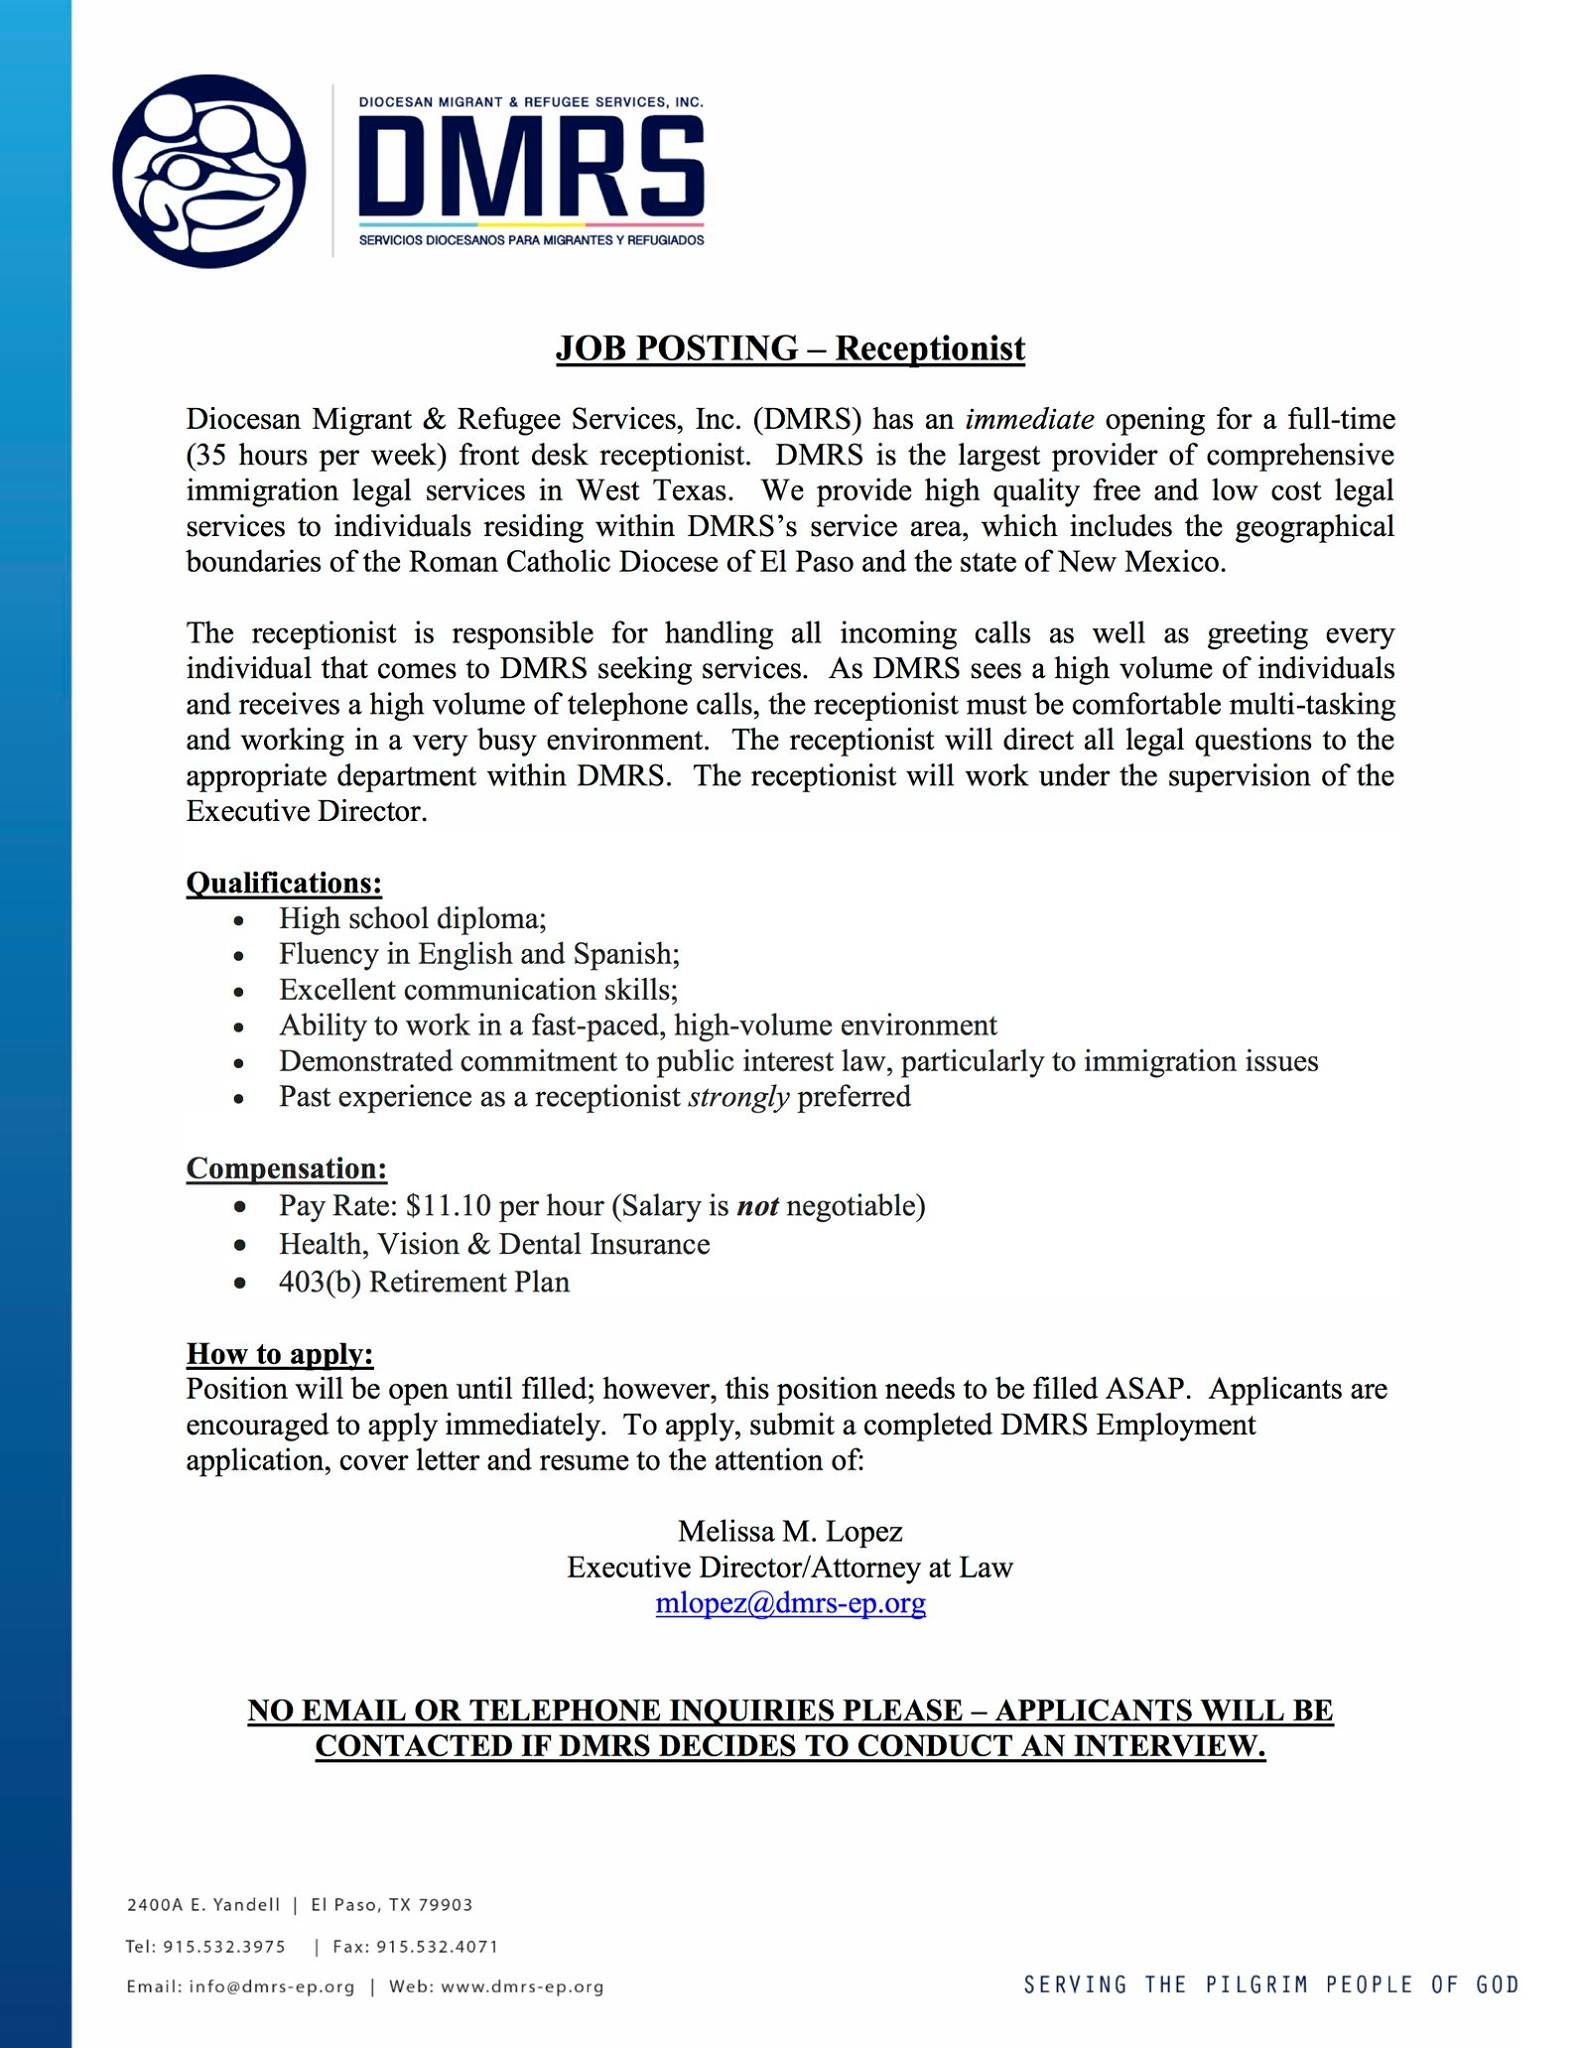 DIOCESAN MIGRANT & REFUGEE SERVICES, INC.
DMRS
SERVICIOS DIOCESANOS PARA MIGRANTES Y REFUGIADOS
JOB POSTING – Receptionist
Diocesan Migrant & Refugee Services, Inc. (DMRS) has an immediate opening for a full-time
(35 hours per week) front desk receptionist. DMRS is the largest provider of comprehensive
immigration legal services in West Texas. We provide high quality free and low cost legal
services to individuals residing within DMRS’s service area, which includes the geographical
boundaries of the Roman Catholic Diocese of El Paso and the state of New Mexico.
The receptionist is responsible for handling all incoming calls as well as greeting every
individual that comes to DMRS seeking services. As DMRS sees a high volume of individuals
and receives a high volume of telephone calls, the receptionist must be comfortable multi-tasking
and working in a very busy environment. The receptionist will direct all legal questions to the
appropriate department within DMRS. The receptionist will work under the supervision of the
Executive Director.
Qualifications:
• High school diploma;
• Fluency in English and Spanish;
• Excellent communication skills;
• Ability to work in a fast-paced, high-volume environment
• Demonstrated commitment to public interest law, particularly to immigration issues
• Past experience as a receptionist strongly preferred
Compensation:
• Pay Rate: $11.10 per hour (Salary is not negotiable)
• Health, Vision & Dental Insurance
• 403(b) Retirement Plan
How to apply:
Position will be open until filled; however, this position needs to be filled ASAP. Applicants are
encouraged to apply immediately. To apply, submit a completed DMRS Employment
application, cover letter and resume to the attention of:
Melissa M. Lopez
Executive Director/Attorney at Law
mlopez@dmrs-ep.org
NO EMAIL OR TELEPHONE INQUIRIES PLEASE – APPLICANTS WILL BE
CONTACTED IF DMRS DECIDES TO CONDUCT AN INTERVIEW.
2400A E. Yandell | El Paso, TX 79903
Tel: 915.532.3975 | Fax: 915.532.4071
Email: info@dmrs-ep.org | Web: www.dmrs-ep.org
SERVING THE PILGRIM PEOPLE OF GOD